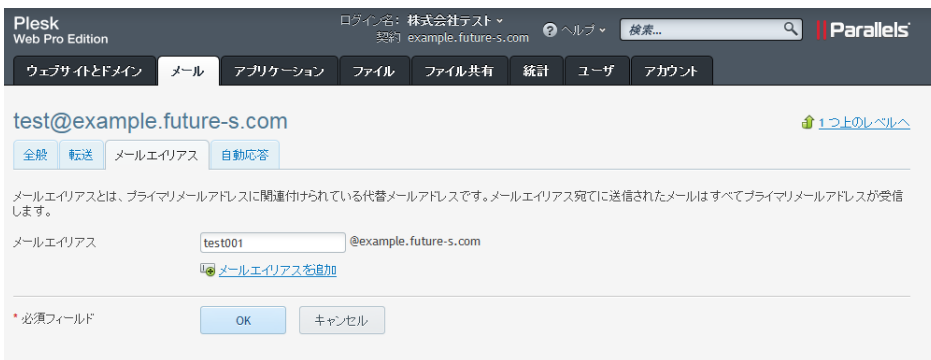 Plesk
Web Pro Edition
ログイン名: 株式会社テスト
契約 example.future-s.com
ヘルプ
検索...
Parallels
ウェブサイトとドメイン メール アプリケーション ファイル ファイル共有 統計 ユーザ アカウント
test@example.future-s.com
1つ上のレベルへ
全般 転送 メールエイリアス 自動応答
メールエイリアスとは、プライマリメールアドレスに関連付けられている代替メールアドレスです。メールエイリアス宛てに送信されたメールはすべてプライマリメールアドレスが受信
します。
メールエイリアス test001 @example.future-s.com
メールエイリアスを追加
* 必須フィールド OK キャンセル